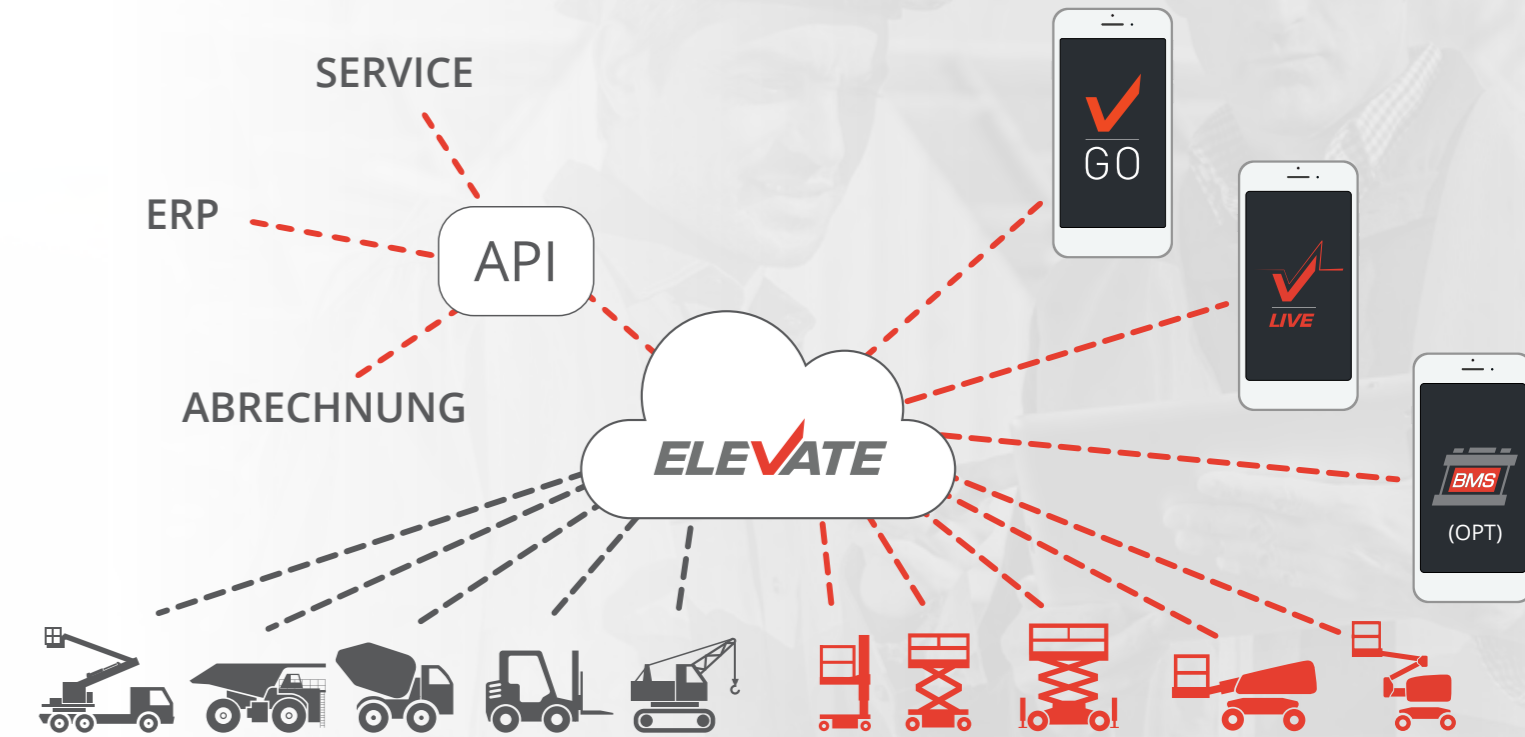 SERVICE
ERP
API
ABRECHNUNG
ELEVATE
GO
LIVE
BMS
(OPT)